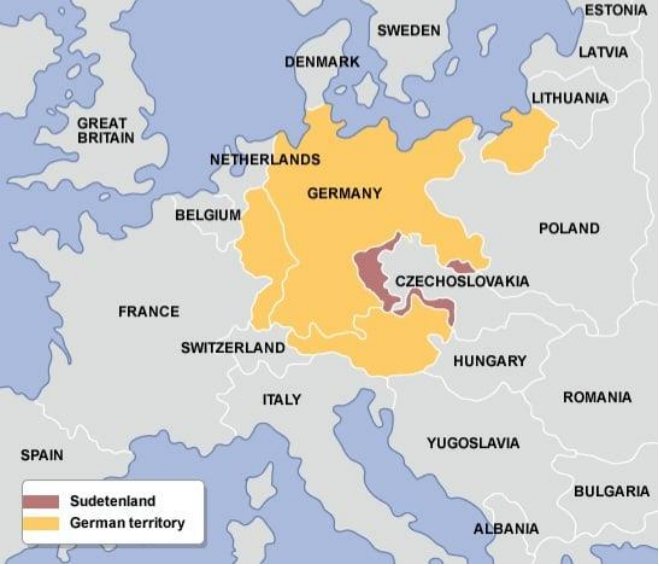 ESTONIA
SWEDEN
LATVIA
DENMARK
LITHUANIA
GREAT
BRITAIN
NETHERLANDS
GERMANY
BELGIUM
POLAND
CZECHOSLOVAKIA
FRANCE
SWITZERLAND
HUNGARY
ITALY
ROMANIA
YUGOSLAVIA
SPAIN
BULGARIA
ALBANIA
Sudetenland
German territory